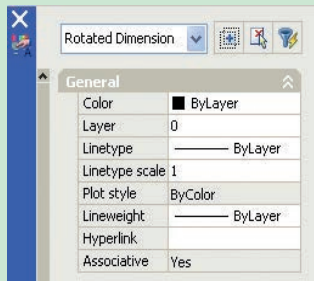 Rotated Dimension
General
Color ByLayer
Layer 0
Linetype ByLayer
Linetype scale 1
Plot style ByColor
Lineweight ByLayer
Hyperlink
Associative Yes